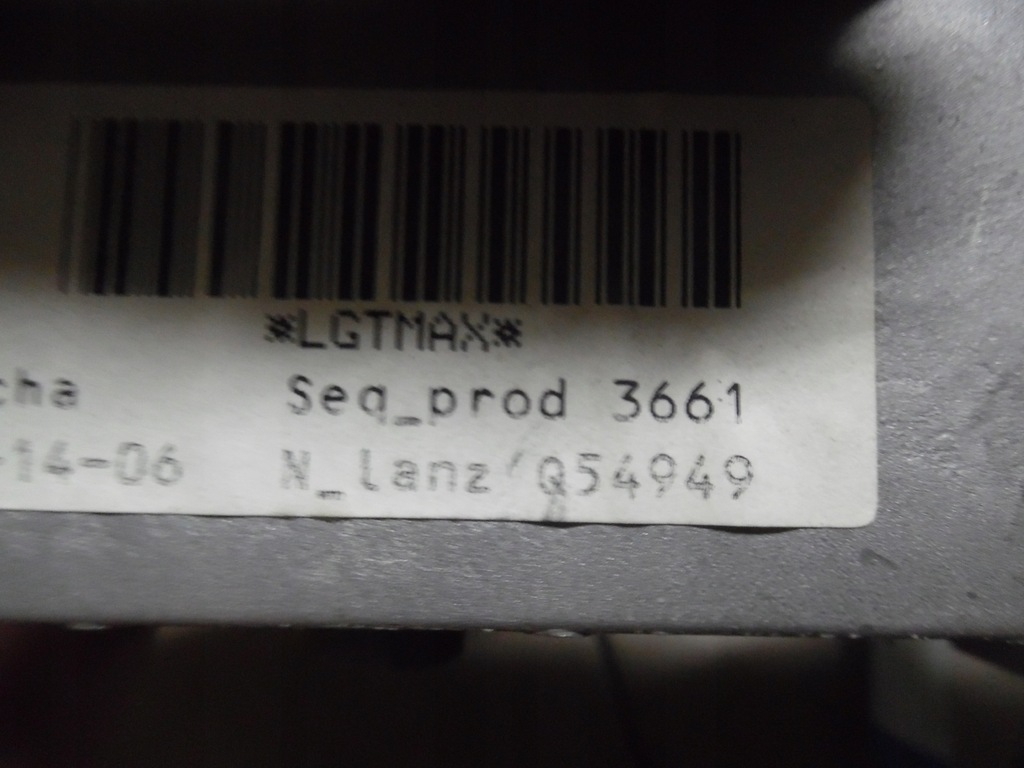 *LGTMAX*
cha Seq_prod 3661
-14-06 N_lanz Q54949